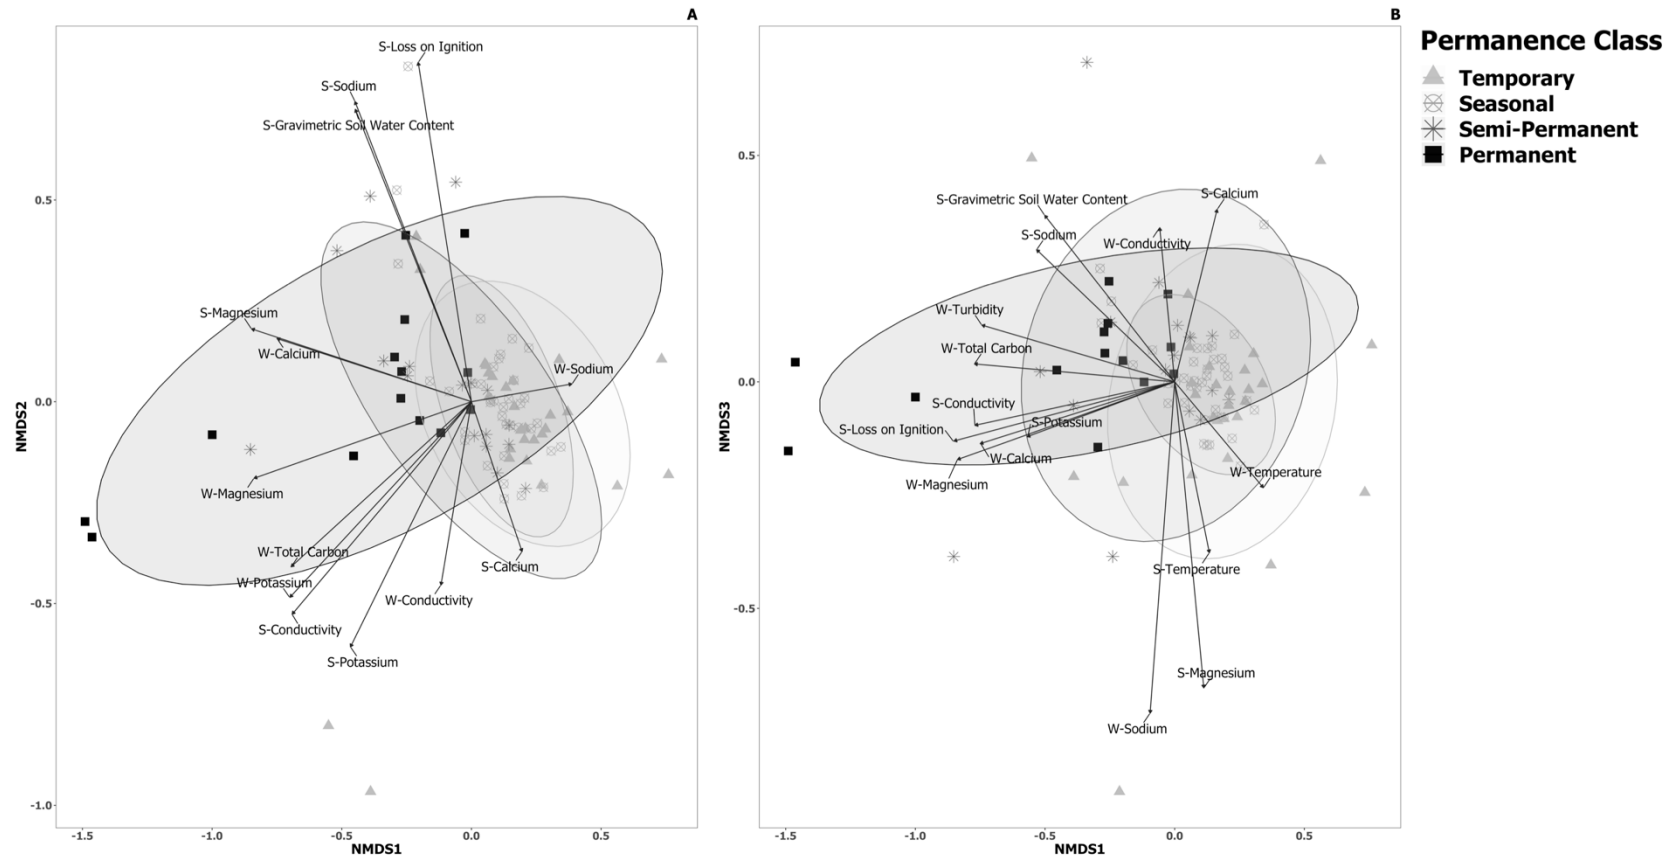 A
S-Loss on Ignition
S-Sodium
S-Gravimetric Soil Water Content
0.5
S-Magnesium
W-Calcium
W-Sodium
0.0
NMDS2
W-Magnesium
W-Total Carbon
S-Calcium
W-Potassium
-0.5
W-Conductivity
S-Conductivity
S-Potassium
-1.0
-1.5
-1.0
-0.5
0.0
0.5
NMDS1
B
0.5
S-Calcium
S-Gravimetric Soil Water Content
S-Sodium
W-Conductivity
W-Turbidity
W-Total Carbon
0.0
NMDS3
S-Conductivity
S-Potassium
S-Loss on Ignition
W-Calcium
W-Temperature
W-Magnesium
S-Temperature
-0.5
S-Magnesium
W-Sodium
-1.5
-1.0
-0.5
0.0
0.5
NMDS1
Permanence Class
Temporary
Seasonal
Semi-Permanent
Permanent